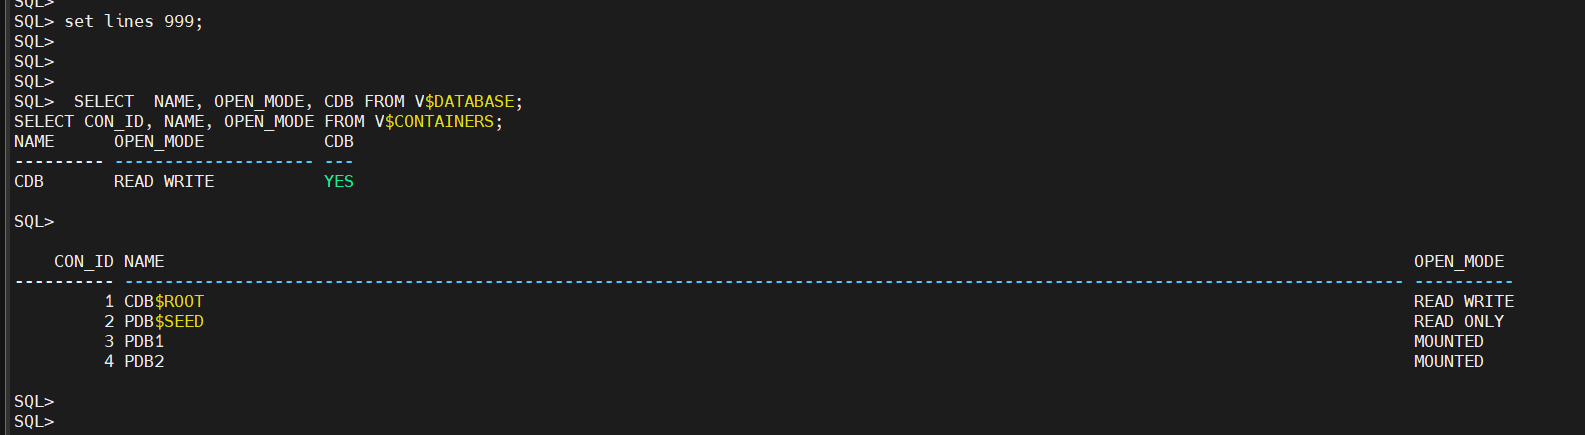 SQL>
SQL> set lines 999;
SQL>
SQL>
SQL>
SQL>  SELECT  NAME, OPEN_MODE, CDB FROM V$DATABASE;
SELECT CON_ID, NAME, OPEN_MODE FROM V$CONTAINERS;
NAME      OPEN_MODE            CDB
--------- -------------------- ---
CDB       READ WRITE           YES

SQL>

    CON_ID NAME                                                                                                                             OPEN_MODE
---------- -------------------------------------------------------------------------------------------------------------------------------- ----------
         1 CDB$ROOT                                                                                                                         READ WRITE
         2 PDB$SEED                                                                                                                         READ ONLY
         3 PDB1                                                                                                                             MOUNTED
         4 PDB2                                                                                                                             MOUNTED

SQL>
SQL>